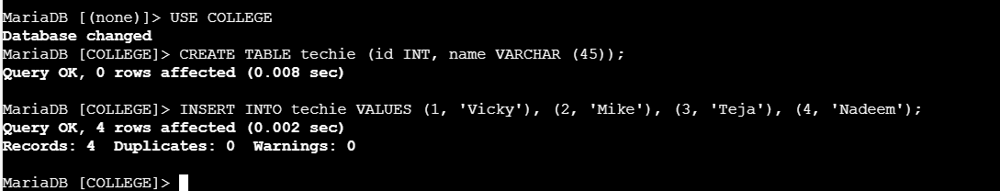 MariaDB [(none)]> USE COLLEGE
Database changed
MariaDB [COLLEGE]> CREATE TABLE techie (id INT, name VARCHAR (45));
Query OK, 0 rows affected (0.008 sec)
MariaDB [COLLEGE]> INSERT INTO techie VALUES (1, 'Vicky'), (2, 'Mike'), (3, 'Teja'), (4, 'Nadeem');
Query OK, 4 rows affected (0.002 sec)
Records: 4  Duplicates: 0  Warnings: 0
MariaDB [COLLEGE]>